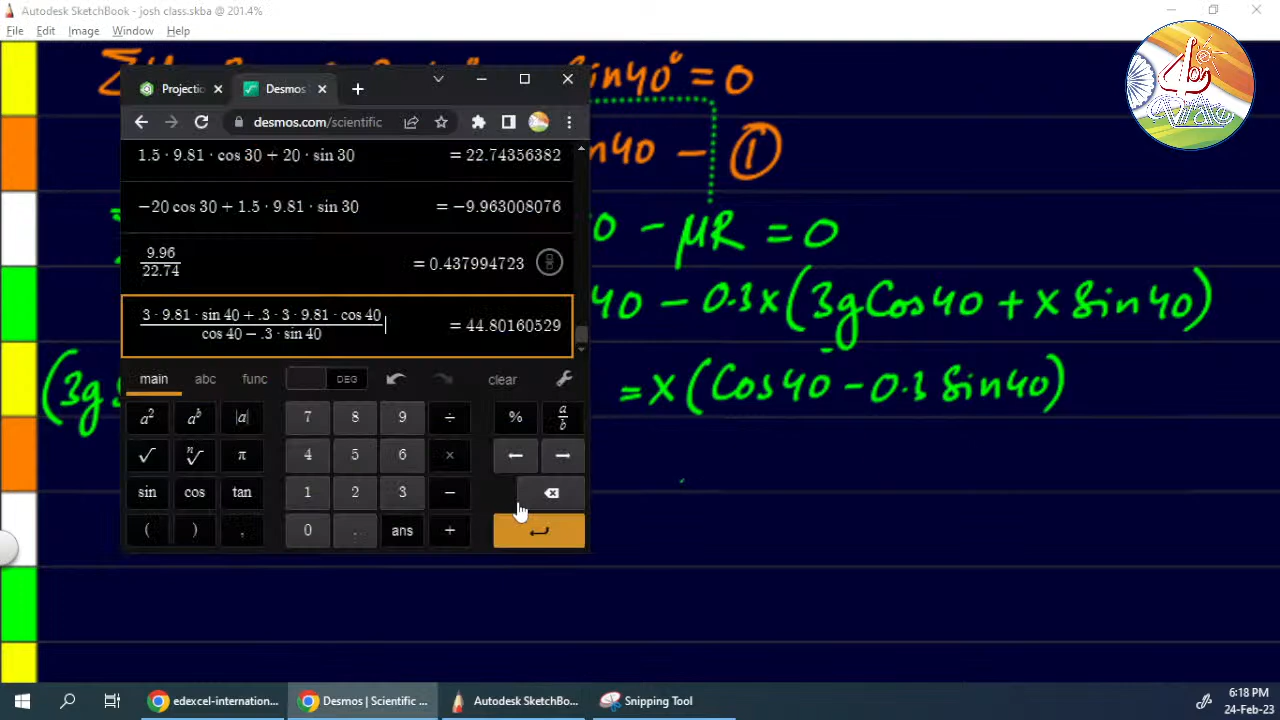 Autodesk SketchBook - josh class.skba @ 201.4%
File Edit Image Window Help
sin40° = 0
Projectio
Desmos
desmos.com/scientific
1.5 · 9.81 · cos 30 + 20 · sin 30 = 22.74356382
n40 - ①
−20 cos 30 + 1.5 · 9.81 · sin 30 = −9.963008076
0 - μR = 0
9.96/22.74 = 0.437994723
40 - 0.3x(3gCos40 + X Sin40)
3 · 9.81 · sin 40 + .3 · 3 · 9.81 · cos 40
cos 40 − .3 · sin 40
= 44.80160529
(3g
= X(Cos40 - 0.3 Sin40)
main abc func DEG clear
a² aᵇ |a| 7 8 9 ÷ % a/b
√ ⁿ√ π 4 5 6 × ← →
sin cos tan 1 2 3 −
( ) , 0 . ans +
edexcel-internation...
Desmos | Scientific ...
Autodesk SketchBo...
Snipping Tool
6:18 PM
24-Feb-23